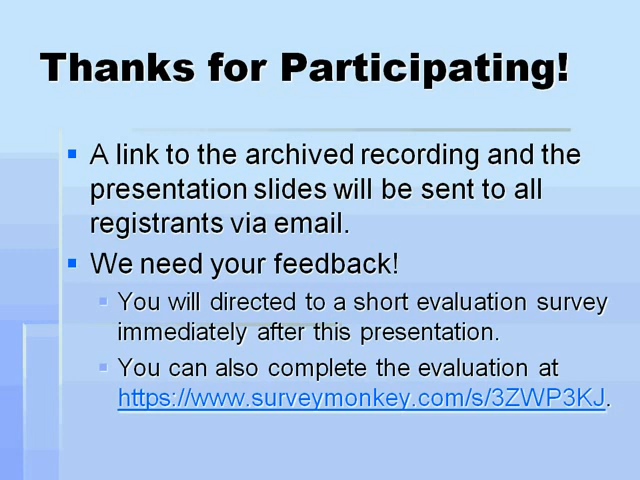 Thanks for Participating!
A link to the archived recording and the
presentation slides will be sent to all
registrants via email.
We need your feedback!
You will directed to a short evaluation survey
immediately after this presentation.
You can also complete the evaluation at
https://www.surveymonkey.com/s/3ZWP3KJ.